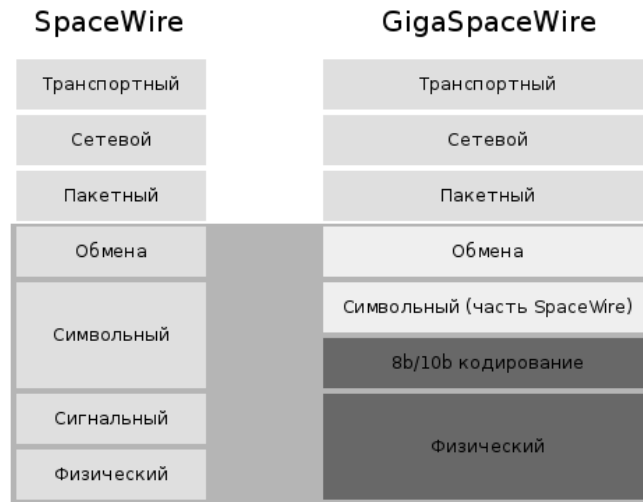 SpaceWire
GigaSpaceWire
Транспортный
Транспортный
Сетевой
Сетевой
Пакетный
Пакетный
Обмена
Обмена
Символьный
Символьный (часть SpaceWire)
8b/10b кодирование
Сигнальный
Физический
Физический